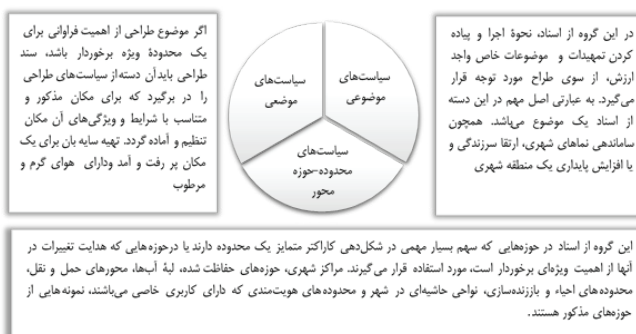 در این گروه از اسناد، نحوهٔ اجرا و پیاده
کردن تمهیدات و موضوعات خاص واجد
ارزش، از سوی طراح مورد توجه قرار
می‌گیرد. به عبارتی اصل مهم در این دسته
از اسناد یک موضوع میباشد. همچون
ساماندهی نماهای شهری، ارتقا سرزندگی و
یا افزایش پایداری یک منطقه شهری
سیاست‌های
موضوعی
سیاست‌های
موضعی
سیاست‌های
محدوده-حوزه
محور
اگر موضوع طراحی از اهمیت فراوانی برای
یک محدودهٔ ویژه برخوردار باشد، سند
طراحی بایدآن دسته از سیاست‌های طراحی
را در برگیرد که برای مکان مذکور و
متناسب با شرایط و ویژگی‌های آن مکان
تنظیم و آماده گردد. تهیه سایه بان برای یک
مکان پر رفت و آمد ودارای هوای گرم و
مرطوب
این گروه از اسناد در حوزه‌هایی که سهم بسیار مهمی در شکل‌دهی کاراکتر متمایز یک محدوده دارند یا درحوزه‌هایی که هدایت تغییرات در
آنها از اهمیت ویژه‌ای برخوردار است، مورد استفاده قرار می‌گیرند. مراکز شهری، حوزه‌های حفاظت شده، لبهٔ آب‌ها، محورهای حمل و نقل،
محدوده‌های احیاء و باززنده‌سازی، نواحی حاشیه‌ای در شهر و محدوده‌های هویت‌مندی که دارای کاربری خاصی می‌باشند، نمونه‌هایی از
حوزه‌های مذکور هستند.